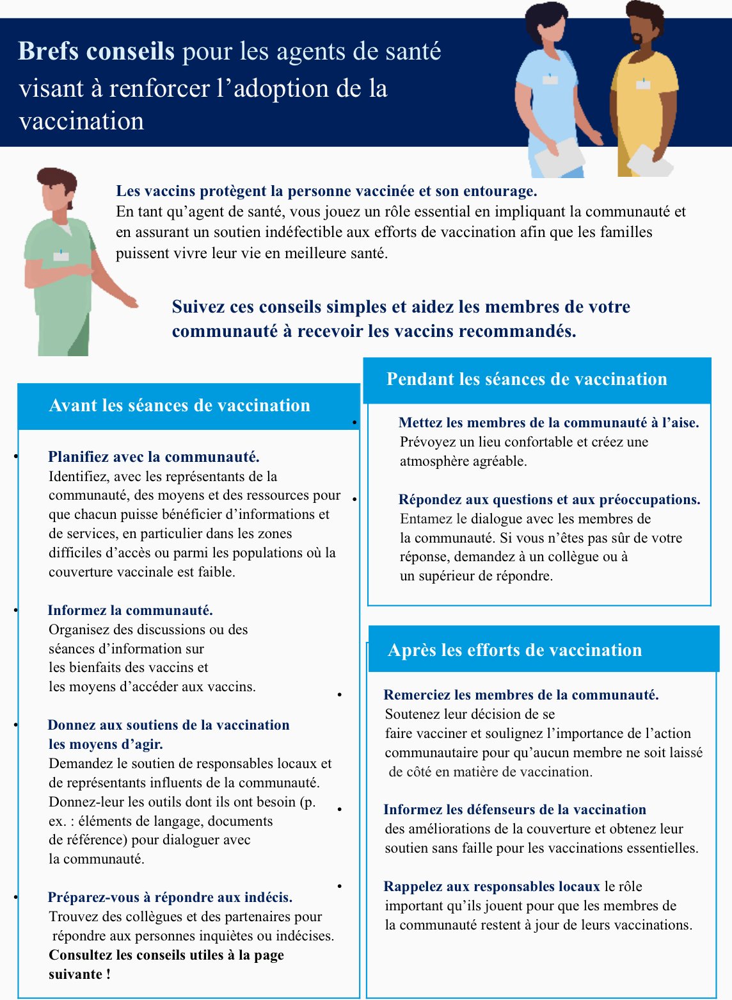 Brefs conseils pour les agents de santé
visant à renforcer l’adoption de la
vaccination
Les vaccins protègent la personne vaccinée et son entourage.
En tant qu’agent de santé, vous jouez un rôle essential en impliquant la communauté et
en assurant un soutien indéfectible aux efforts de vaccination afin que les familles
puissent vivre leur vie en meilleure santé.
Suivez ces conseils simples et aidez les membres de votre
communauté à recevoir les vaccins recommandés.
Avant les séances de vaccination
• Planifiez avec la communauté.
Identifiez, avec les représentants de la
communauté, des moyens et des ressources pour
que chacun puisse bénéficier d’informations et
de services, en particulier dans les zones
difficiles d’accès ou parmi les populations où la
couverture vaccinale est faible.
• Informez la communauté.
Organisez des discussions ou des
séances d’information sur
les bienfaits des vaccins et
les moyens d’accéder aux vaccins.
• Donnez aux soutiens de la vaccination
les moyens d’agir.
Demandez le soutien de responsables locaux et
de représentants influents de la communauté.
Donnez-leur les outils dont ils ont besoin (p.
ex. : éléments de langage, documents
de référence) pour dialoguer avec
la communauté.
• Préparez-vous à répondre aux indécis.
Trouvez des collègues et des partenaires pour
répondre aux personnes inquiètes ou indécises.
Consultez les conseils utiles à la page
suivante !
Pendant les séances de vaccination
• Mettez les membres de la communauté à l’aise.
Prévoyez un lieu confortable et créez une
atmosphère agréable.
• Répondez aux questions et aux préoccupations.
Entamez le dialogue avec les membres de
la communauté. Si vous n’êtes pas sûr de votre
réponse, demandez à un collègue ou à
un supérieur de répondre.
Après les efforts de vaccination
• Remerciez les membres de la communauté.
Soutenez leur décision de se
faire vacciner et soulignez l’importance de l’action
communautaire pour qu’aucun membre ne soit laissé
de côté en matière de vaccination.
• Informez les défenseurs de la vaccination
des améliorations de la couverture et obtenez leur
soutien sans faille pour les vaccinations essentielles.
• Rappelez aux responsables locaux le rôle
important qu’ils jouent pour que les membres de
la communauté restent à jour de leurs vaccinations.